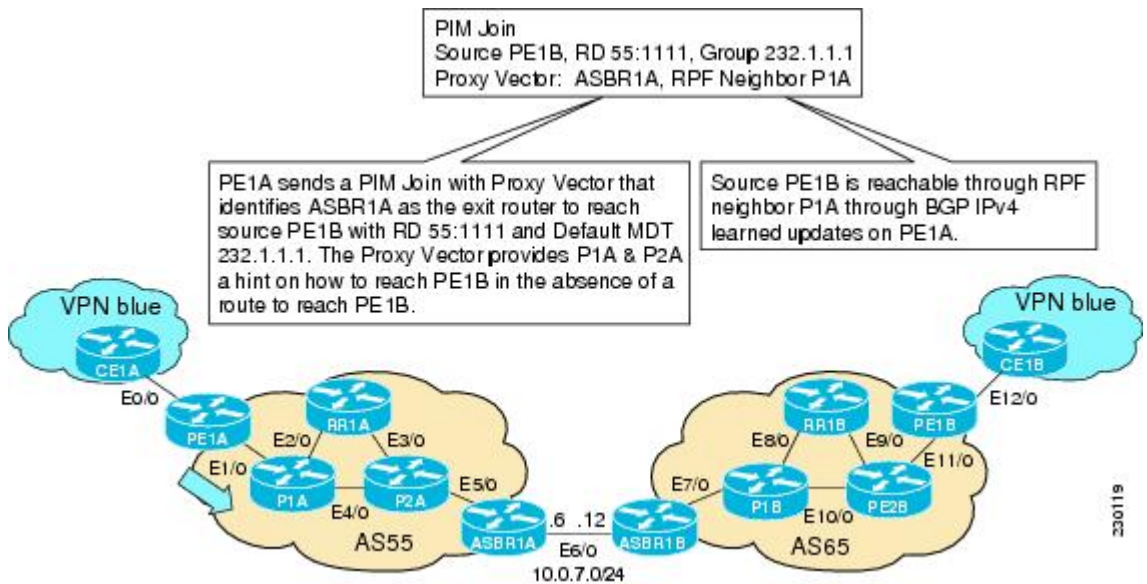 PIM Join
Source PE1B, RD 55:1111, Group 232.1.1.1
Proxy Vector: ASBR1A, RPF Neighbor P1A
PE1A sends a PIM Join with Proxy Vector that
identifies ASBR1A as the exit router to reach
source PE1B with RD 55:1111 and Default MDT
232.1.1.1. The Proxy Vector provides P1A & P2A
a hint on how to reach PE1B in the absence of a
route to reach PE1B.
Source PE1B is reachable through RPF
neighbor P1A through BGP IPv4
learned updates on PE1A.
VPN blue
CE1A
E0/0
PE1A
E1/0
E2/0
RR1A
E3/0
P1A
E4/0
P2A
E5/0
AS55
ASBR1A
.6 .12
E6/0
10.0.7.0/24
ASBR1B
E7/0
P1B
E8/0
RR1B
E9/0
PE1B
E10/0
PE2B
E11/0
AS65
E12/0
CE1B
VPN blue
230119